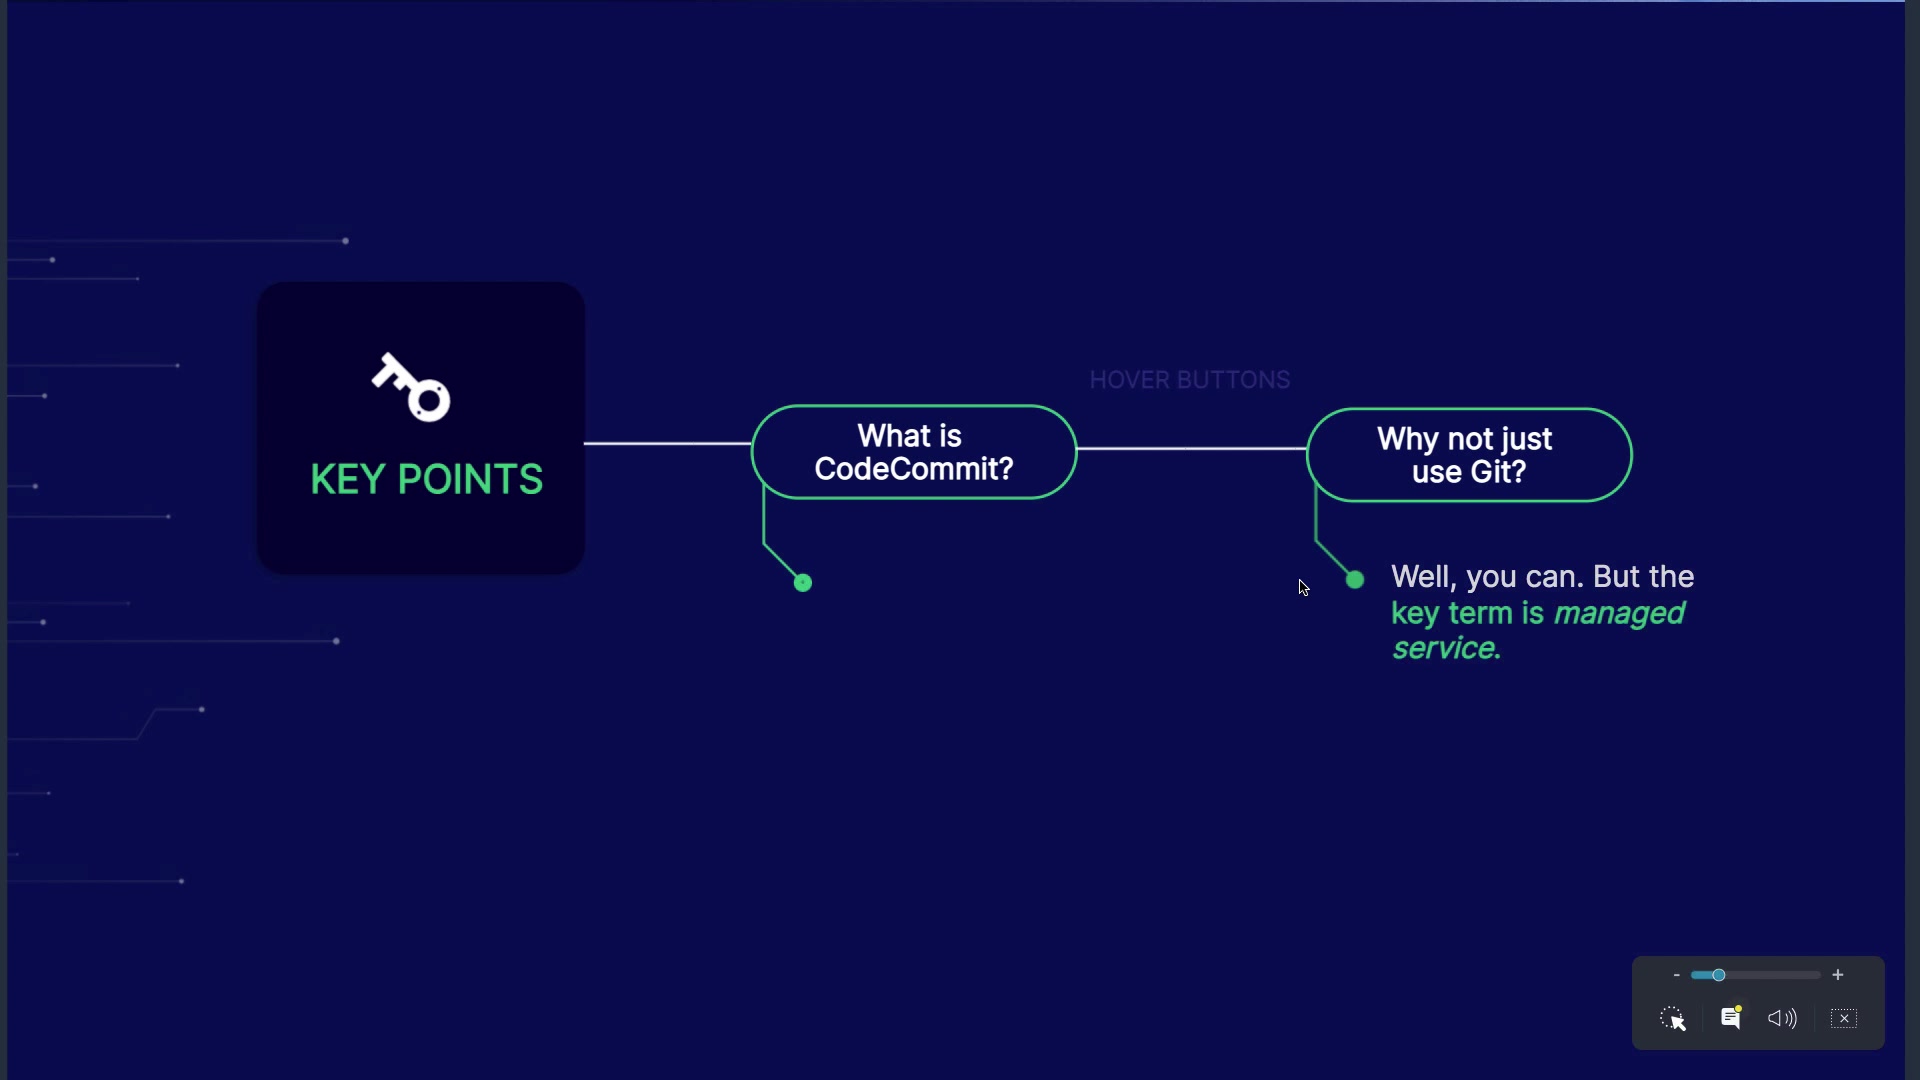 HOVER BUTTONS
KEY POINTS
What is
CodeCommit?
Why not just
use Git?
Well, you can. But the
key term is managed
service.
- +